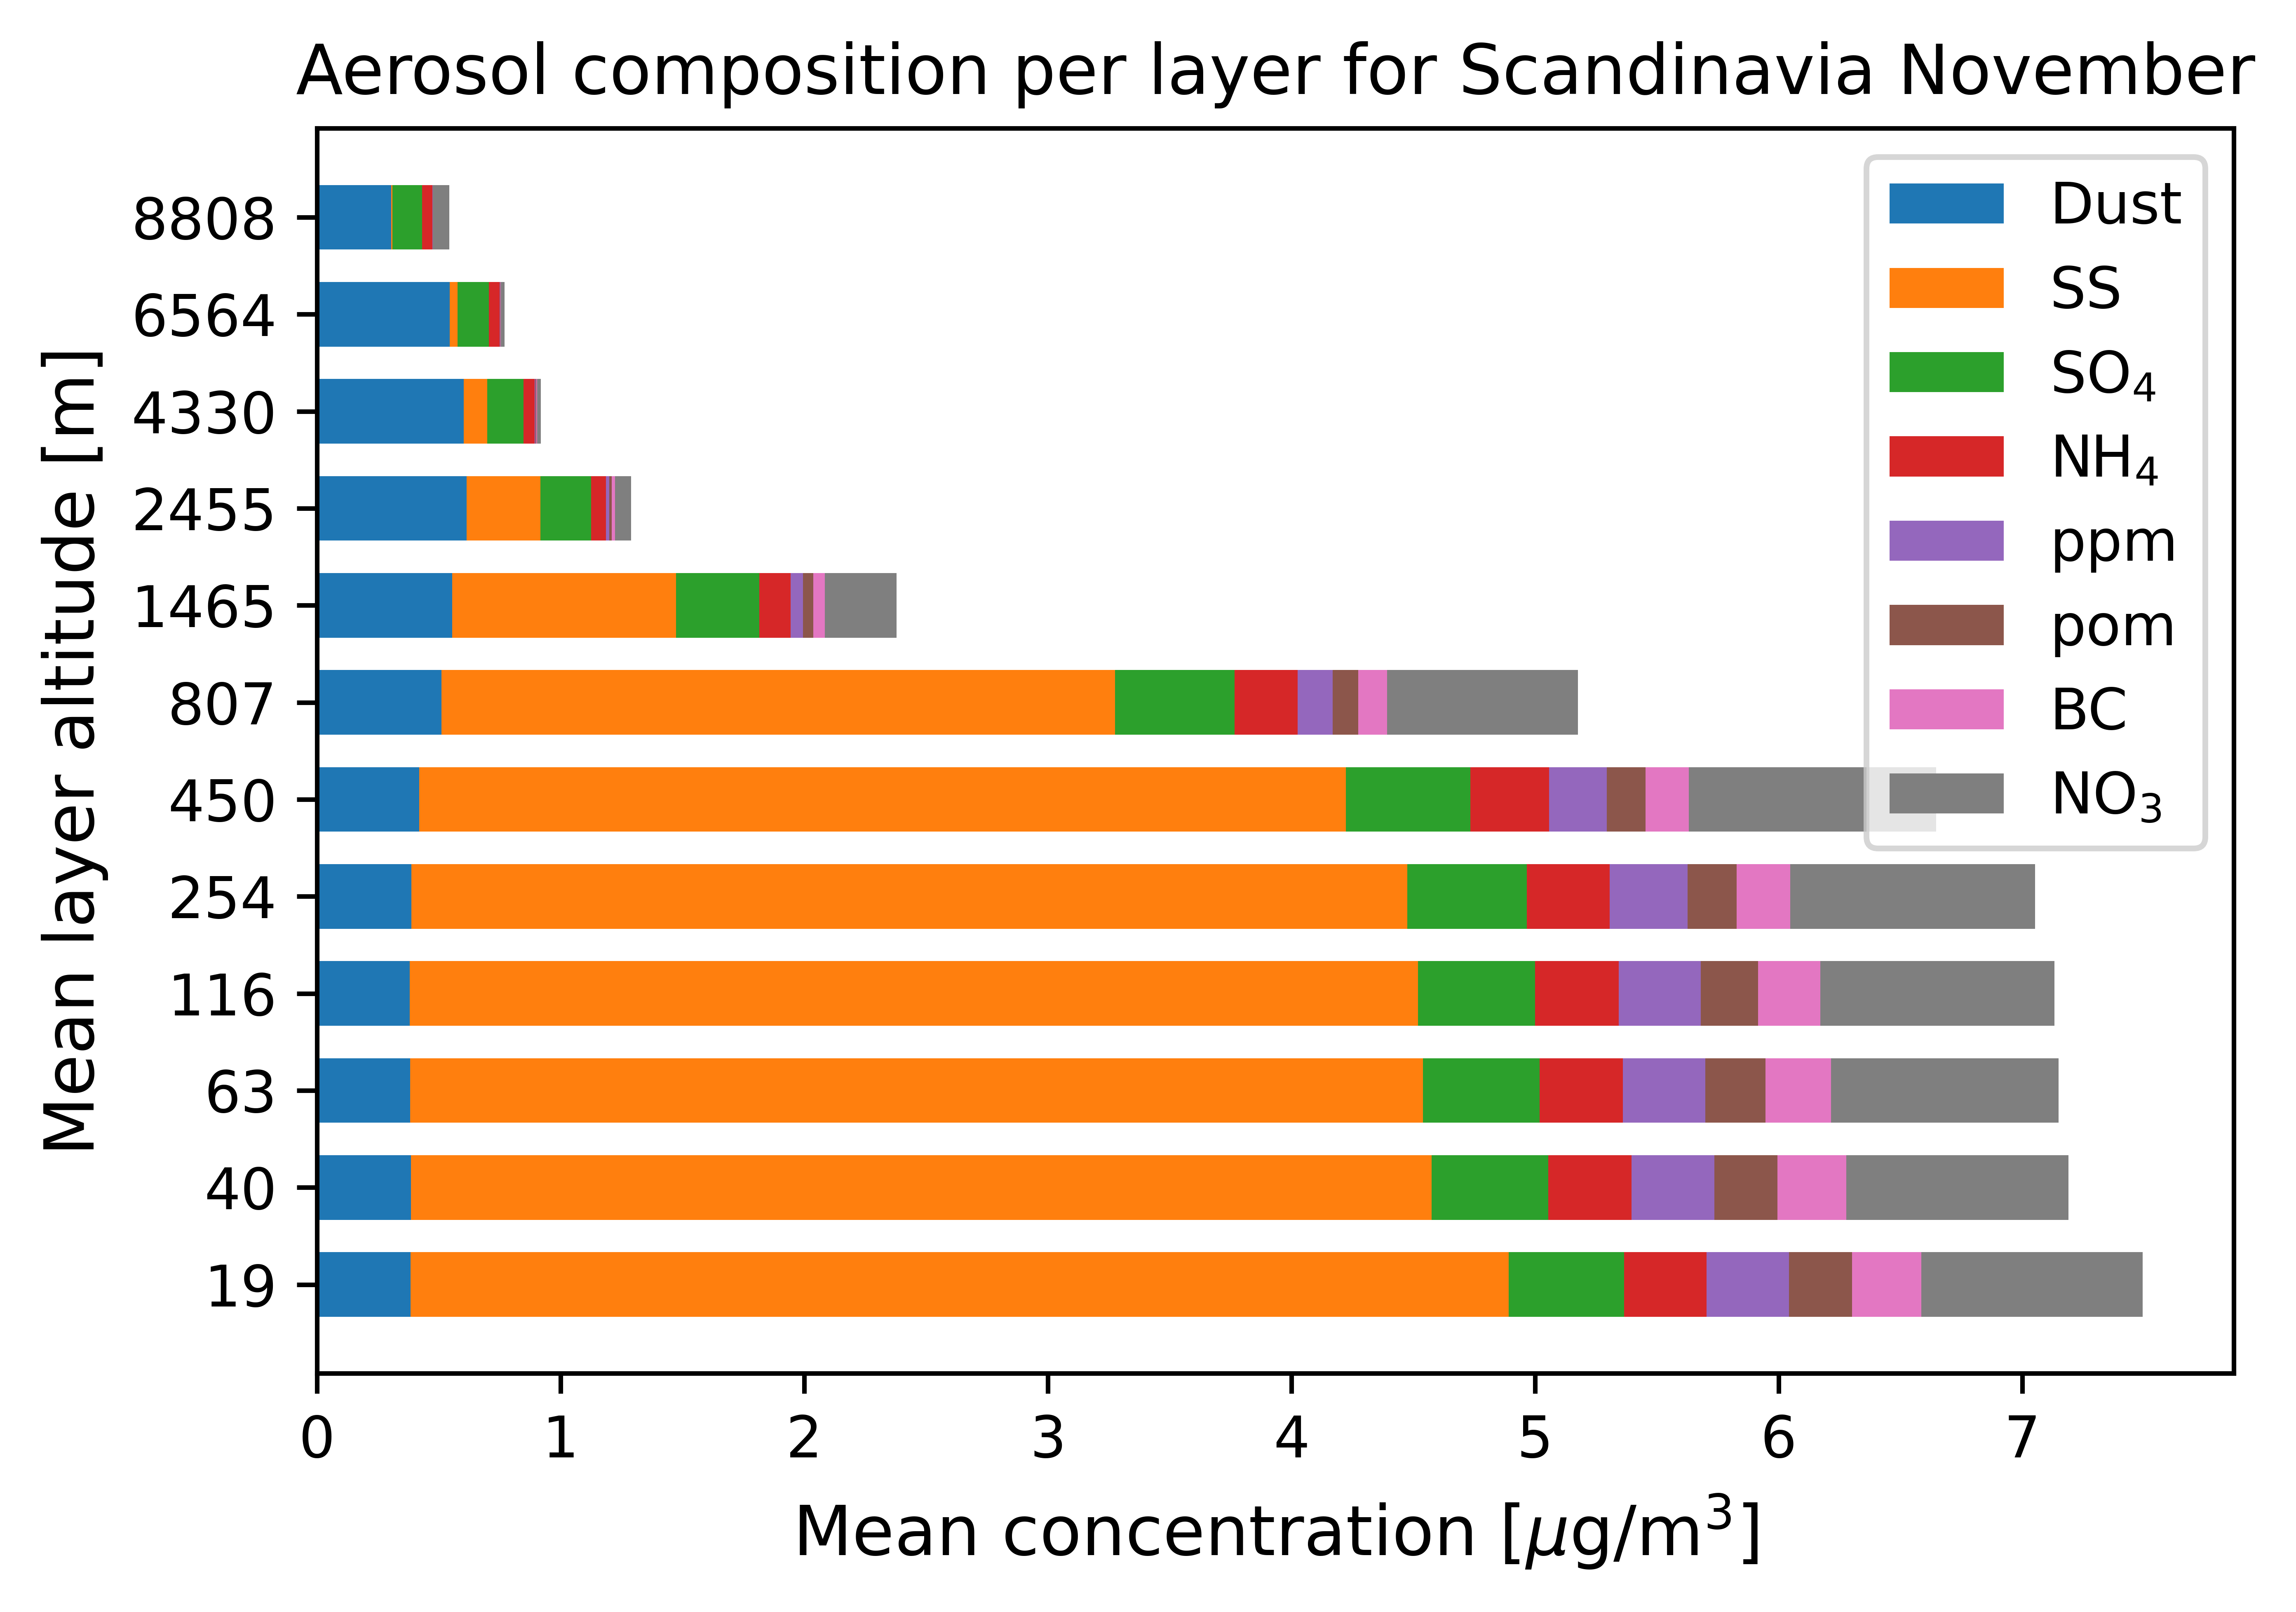 Aerosol composition per layer for Scandinavia November
Mean layer altitude [m]
8808
6564
4330
2455
1465
807
450
254
116
63
40
19
Dust
SS
SO₄
NH₄
ppm
pom
BC
NO₃
0 1 2 3 4 5 6 7
Mean concentration [μg/m³]